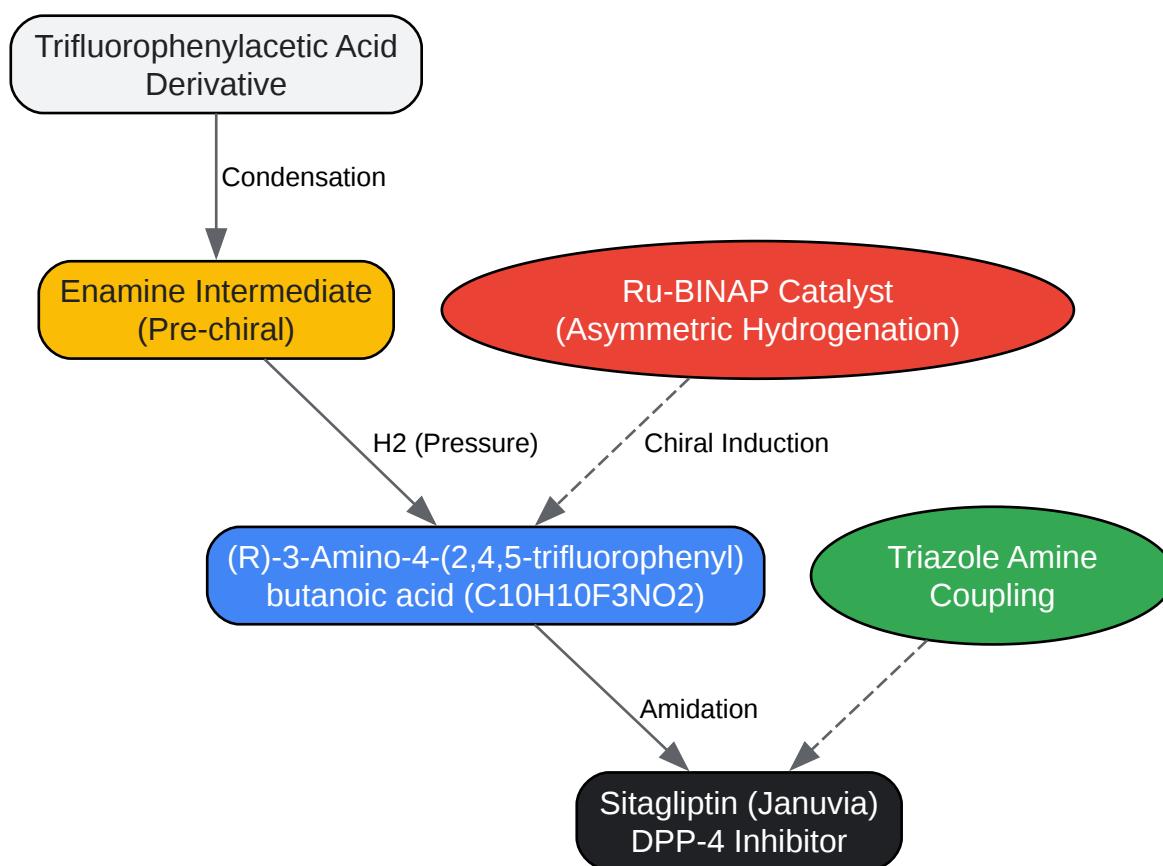 Trifluorophenylacetic Acid
Derivative
Condensation
Enamine Intermediate
(Pre-chiral)
Ru-BINAP Catalyst
(Asymmetric Hydrogenation)
H2 (Pressure)
Chiral Induction
(R)-3-Amino-4-(2,4,5-trifluorophenyl)
butanoic acid (C10H10F3NO2)
Triazole Amine
Coupling
Amidation
Sitagliptin (Januvia)
DPP-4 Inhibitor